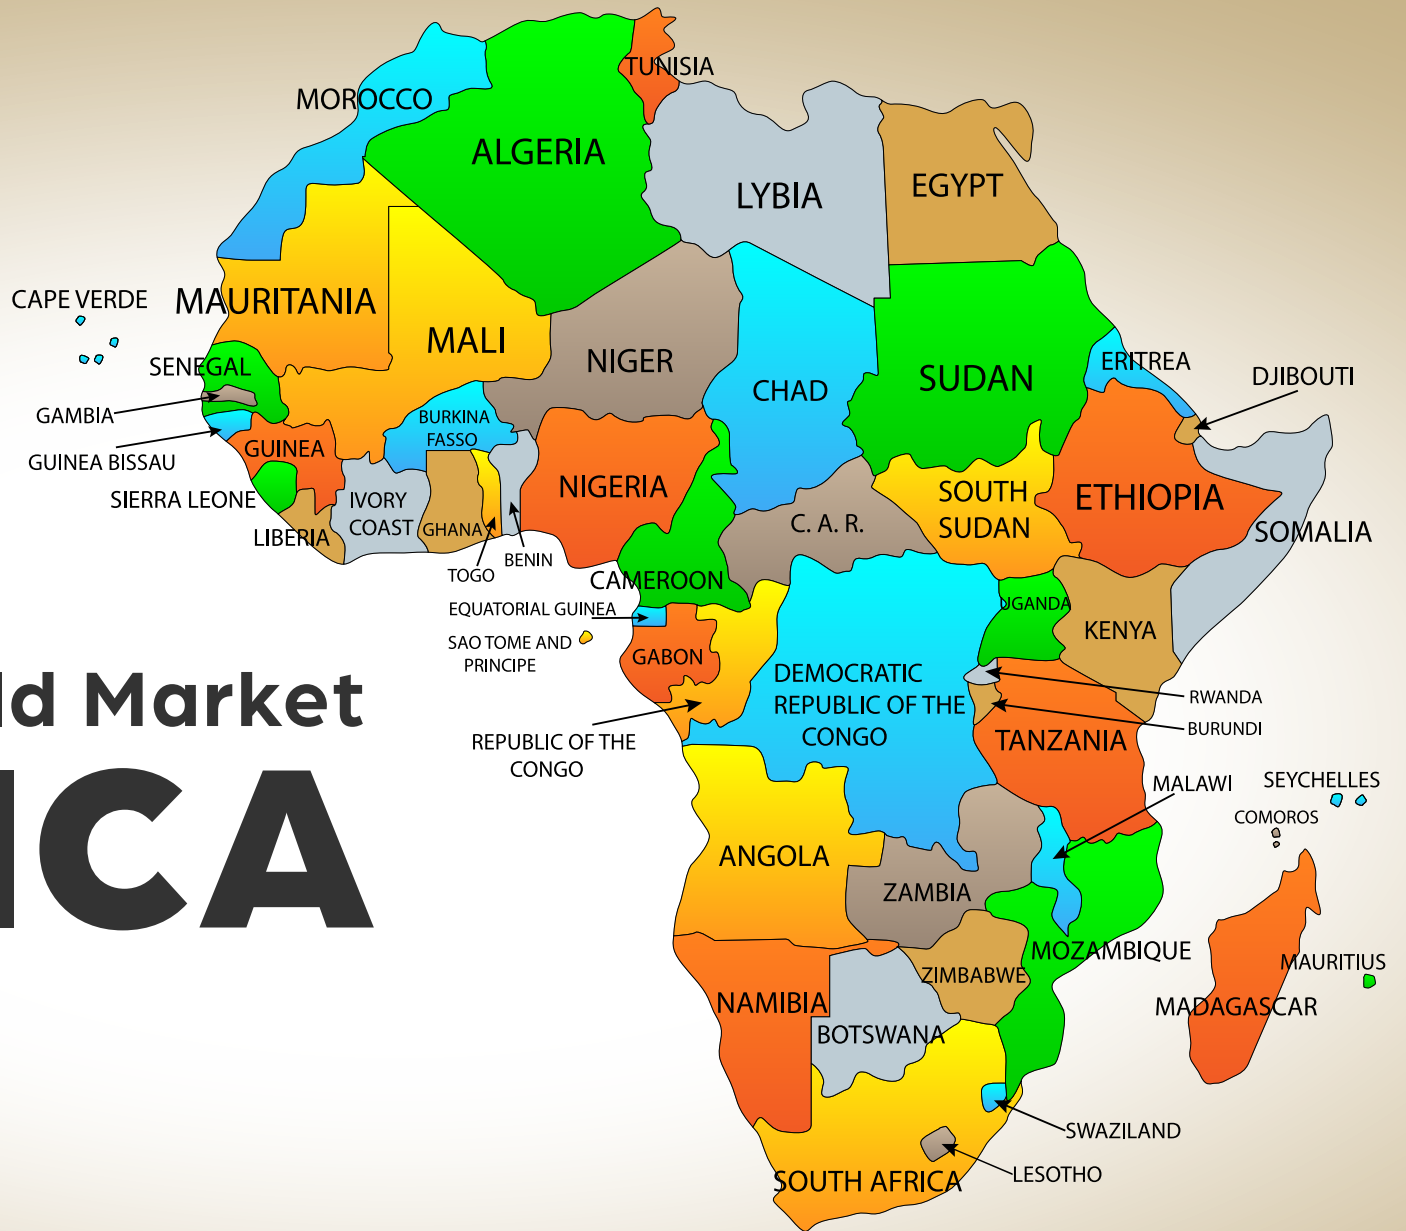 TUNISIA
MOROCCO
ALGERIA
LYBIA
EGYPT
CAPE VERDE
MAURITANIA
MALI
NIGER
CHAD
SUDAN
ERITREA
DJIBOUTI
SENEGAL
GAMBIA
BURKINA
FASSO
GUINEA BISSAU
GUINEA
SIERRA LEONE
IVORY
COAST
NIGERIA
SOUTH
SUDAN
ETHIOPIA
SOMALIA
LIBERIA
GHANA
C. A. R.
TOGO
BENIN
CAMEROON
EQUATORIAL GUINEA
SAO TOME AND
PRINCIPE
GABON
UGANDA
KENYA
DEMOCRATIC
REPUBLIC OF THE
CONGO
RWANDA
BURUNDI
Market
REPUBLIC OF THE
CONGO
TANZANIA
MALAWI
SEYCHELLES
COMOROS
ANGOLA
ZAMBIA
MOZAMBIQUE
ZIMBABWE
MAURITIUS
NAMIBIA
MADAGASCAR
BOTSWANA
SWAZILAND
LESOTHO
SOUTH AFRICA